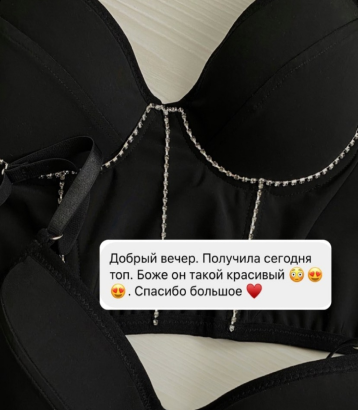 Добрый вечер. Получила сегодня
топ. Боже он такой красивый 😳😍
😍. Спасибо большое ♥️